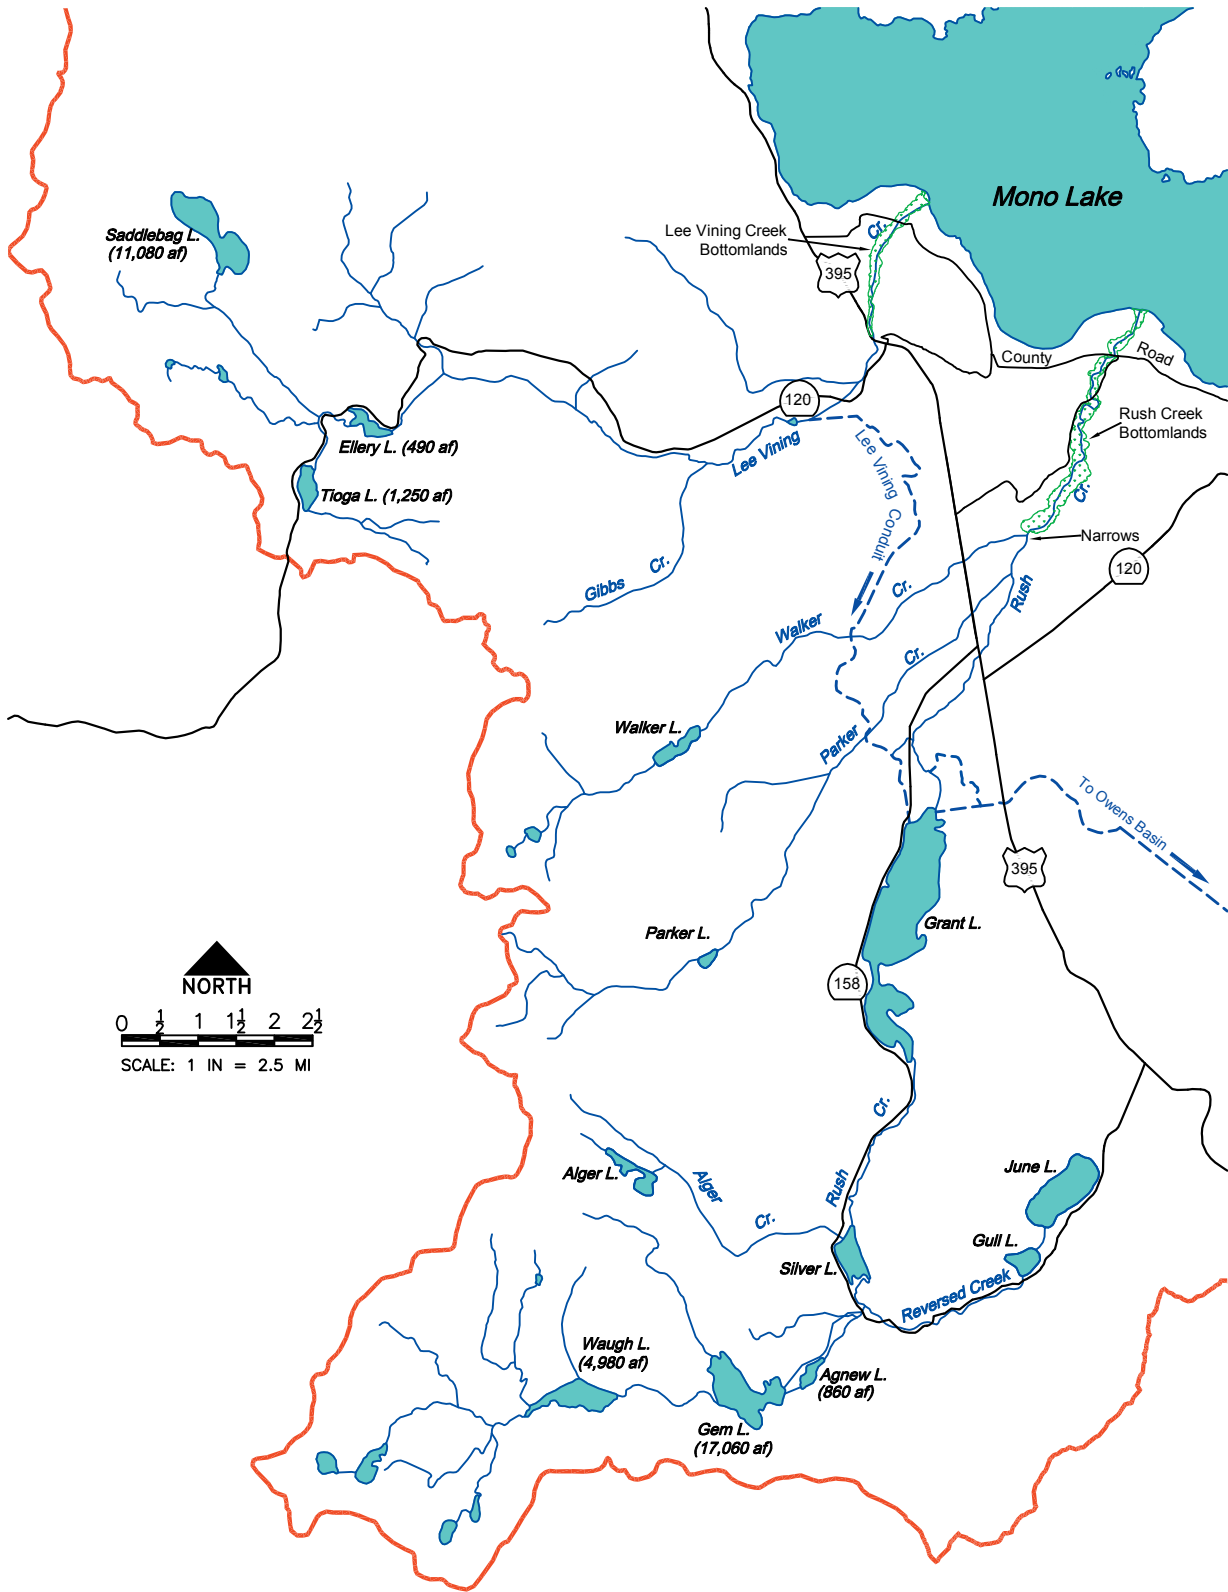 Mono Lake
Saddlebag L.
(11,080 af)
Lee Vining Creek
Bottomlands
Cr.
395
County
Road
120
Rush Creek
Bottomlands
Ellery L. (490 af)
Lee Vining
Lee Vining Conduit
Tioga L. (1,250 af)
Cr.
Narrows
120
Gibbs
Cr.
Cr.
Rush
Walker
Cr.
Walker L.
Parker
To Owens Basin
395
Grant L.
Parker L.
158
NORTH
0 1/2 1 1 1/2 2 2 1/2
SCALE: 1 IN = 2.5 MI
Cr.
Alger L.
Alger
Rush
June L.
Cr.
Gull L.
Silver L.
Reversed Creek
Waugh L.
(4,980 af)
Agnew L.
(860 af)
Gem L.
(17,060 af)